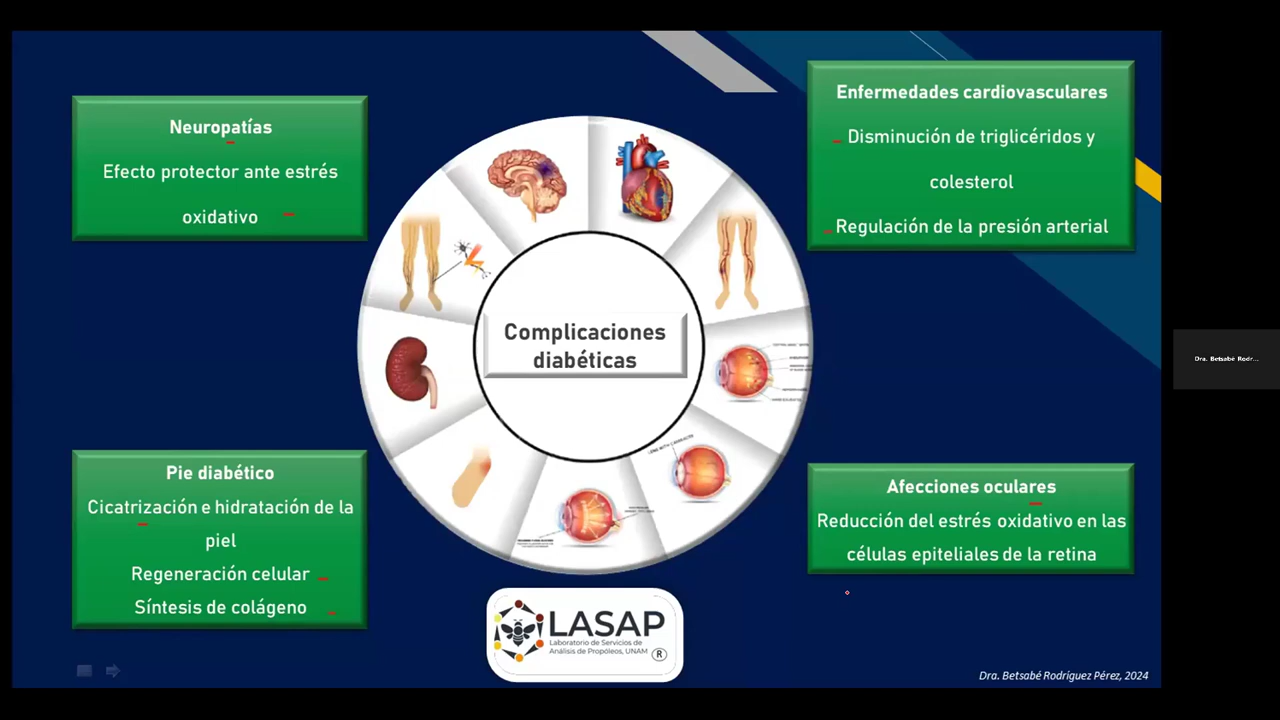 Neuropatías
Efecto protector ante estrés
oxidativo
Enfermedades cardiovasculares
Disminución de triglicéridos y
colesterol
Regulación de la presión arterial
Complicaciones
diabéticas
Pie diabético
Cicatrización e hidratación de la
piel
Regeneración celular
Síntesis de colágeno
Afecciones oculares
Reducción del estrés oxidativo en las
células epiteliales de la retina
LASAP
Laboratorio de Servicios de
Análisis de Propóleos, UNAM
®
Dra. Betsabé Rodríguez Pérez, 2024
Dra. Betsabé Rodr...